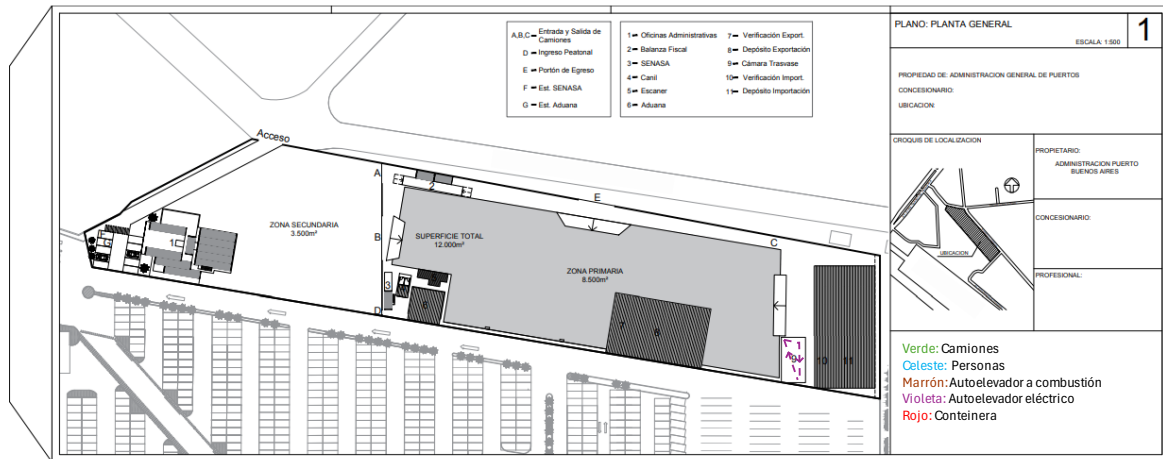 A,B,C Entrada y Salida de
Camiones
D Ingreso Peatonal
E Portón de Egreso
F Est. SENASA
G Est. Aduana
1 Oficinas Administrativas
2 Balanza Fiscal
3 SENASA
4 Canil
5 Escaner
6 Aduana
7 Verificación Export.
8 Depósito Exportación
9 Cámara Trasvase
10 Verificación Import.
11 Depósito Importación
PLANO: PLANTA GENERAL
1
ESCALA: 1:500
PROPIEDAD DE: ADMINISTRACION GENERAL DE PUERTOS
CONCESIONARIO:
UBICACION:
CROQUIS DE LOCALIZACION
UBICACION
PROPIETARIO:
ADMINISTRACION PUERTO
BUENOS AIRES
CONCESIONARIO:
PROFESIONAL:
Acceso
A
2
E
ZONA SECUNDARIA
3.500m²
B
SUPERFICIE TOTAL
12.000m²
C
ZONA PRIMARIA
8.500m²
F
G
1
3
D
6
7
8
9
10
11
Verde: Camiones
Celeste: Personas
Marrón: Autoelevador a combustión
Violeta: Autoelevador eléctrico
Rojo: Conteinera